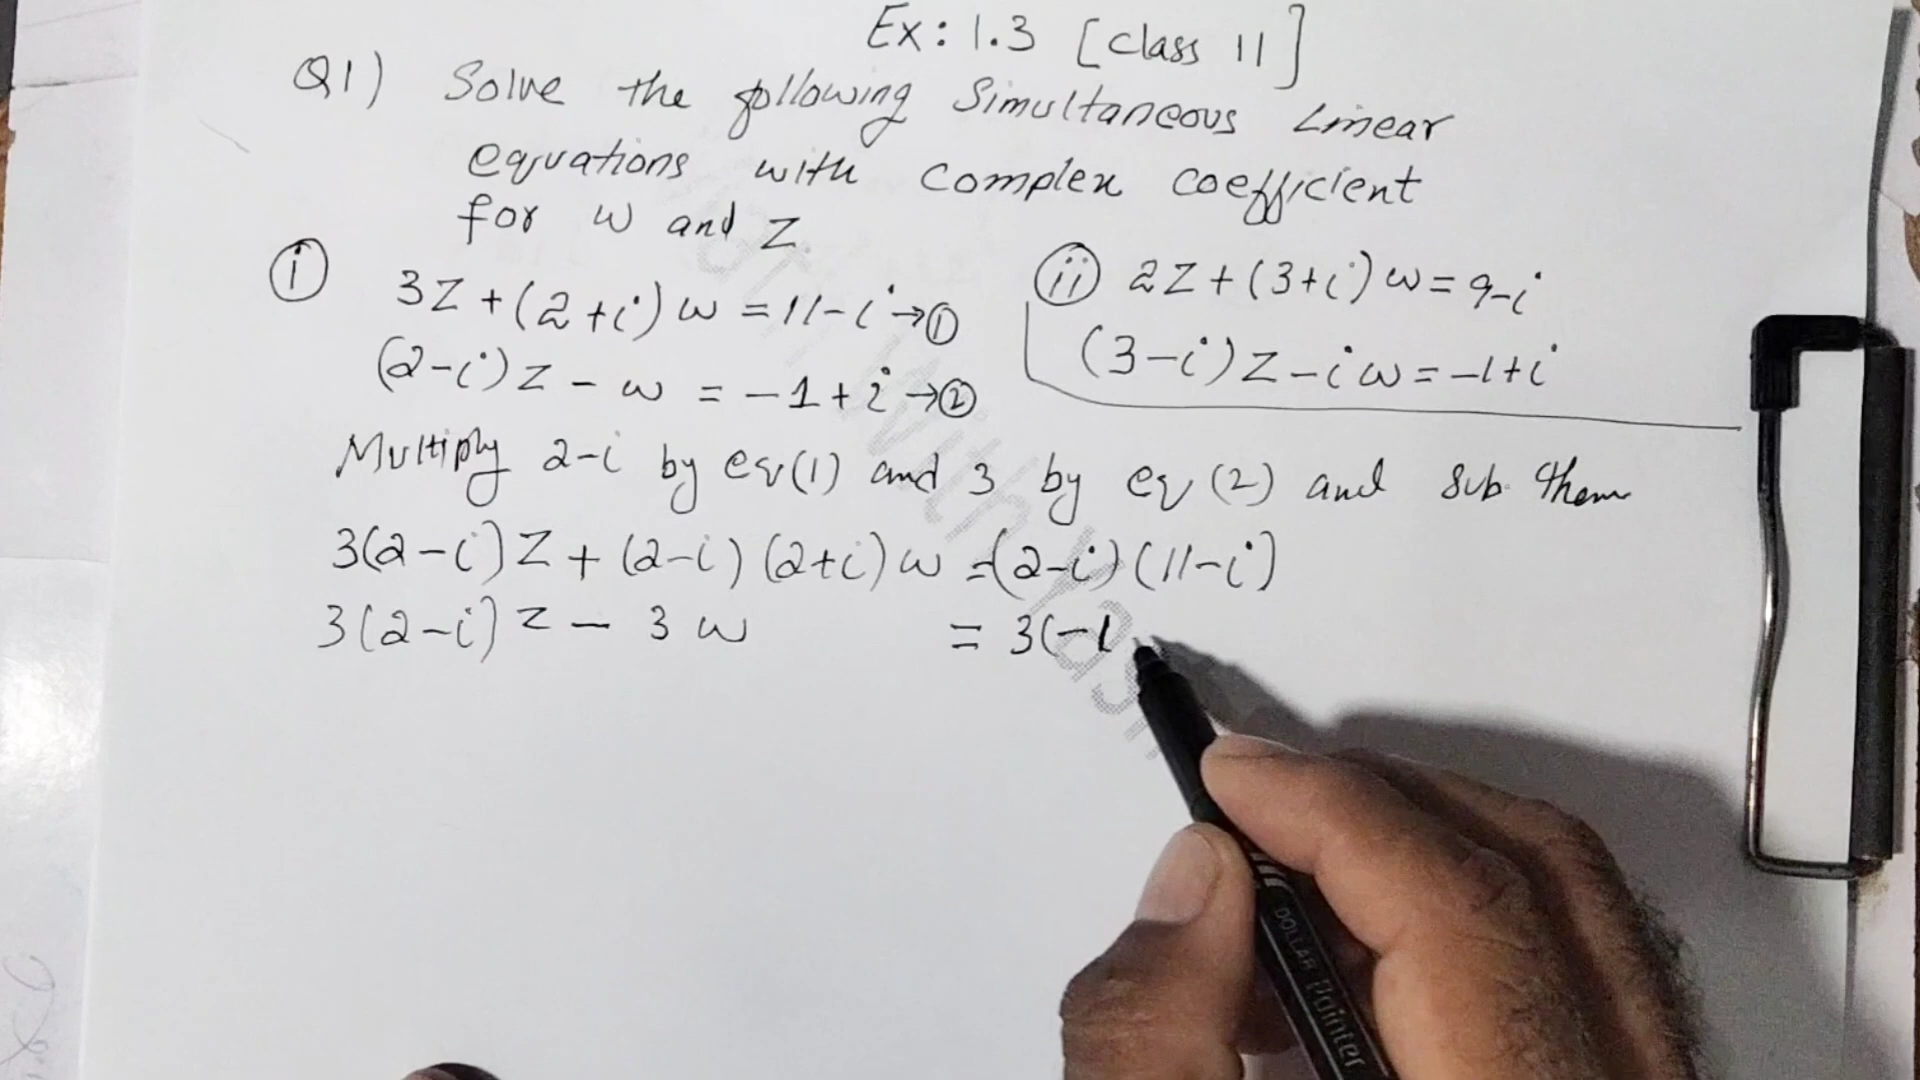 Ex: 1.3 [class 11]
Q1) Solve the following Simultaneous Linear
equations with complex coefficient
for w and z.
(i) 3z + (2+i) w = 11-i →①
(2-i) z - w = -1 + i →②
(ii) 2z + (3+i) w = 9-i
(3-i) z - i w = -1+i
Multiply 2-i by eq(1) and 3 by eq (2) and sub. them
3(2-i) z + (2-i) (2+i) w = (2-i) (11-i)
3(2-i) z - 3 w = 3(-1
DOLLAR Pointer